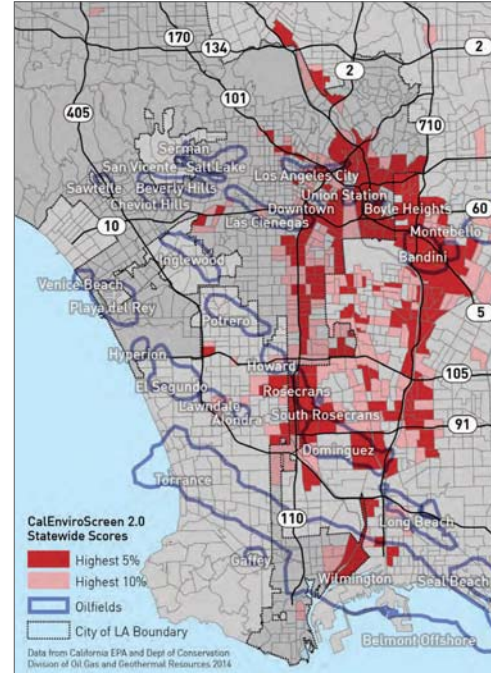 170
134
2
2
405
101
710
Sherman
San Vicente
Salt Lake
Los Angeles City
Sawtelle
Beverly Hills
Union Station
Cheviot Hills
Downtown
Boyle Heights
60
10
Las Cienegas
Montebello
Bandini
Inglewood
Venice Beach
Playa del Rey
Potrero
5
Hyperion
Howard
105
El Segundo
Rosecrans
Lawndale
Alondra
South Rosecrans
91
Dominguez
Torrance
110
CalEnviroScreen 2.0
Statewide Scores
Highest 5%
Highest 10%
Oilfields
City of LA Boundary
Data from California EPA and Dept of Conservation
Division of Oil Gas and Geothermal Resources 2014
Long Beach
Gaffey
Wilmington
Seal Beach
Belmont Offshore